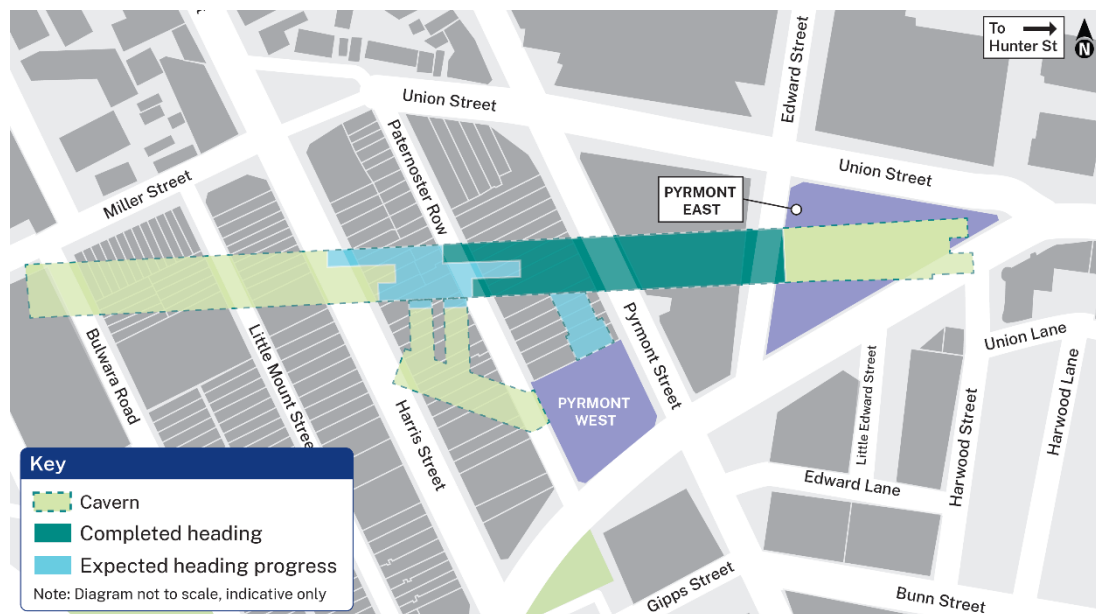 To
Hunter St
N
Edward Street
Union Street
Paternoster Row
Union Street
PYRMONT
EAST
Miller Street
Bulwara Road
Little Mount Street
Harris Street
Pyrmont Street
PYRMONT
WEST
Little Edward Street
Union Lane
Harwood Street
Harwood Lane
Edward Lane
Gipps Street
Bunn Street
Key
Cavern
Completed heading
Expected heading progress
Note: Diagram not to scale, indicative only